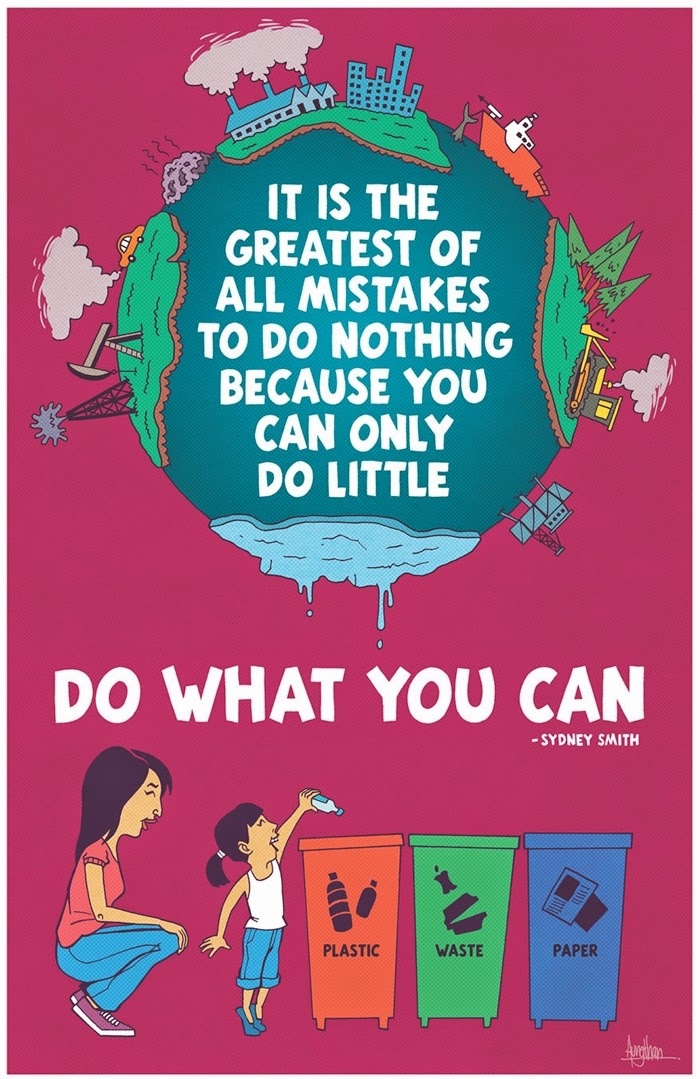 IT IS THE
GREATEST OF
ALL MISTAKES
TO DO NOTHING
BECAUSE YOU
CAN ONLY
DO LITTLE
DO WHAT YOU CAN
-SYDNEY SMITH
PLASTIC
WASTE
PAPER